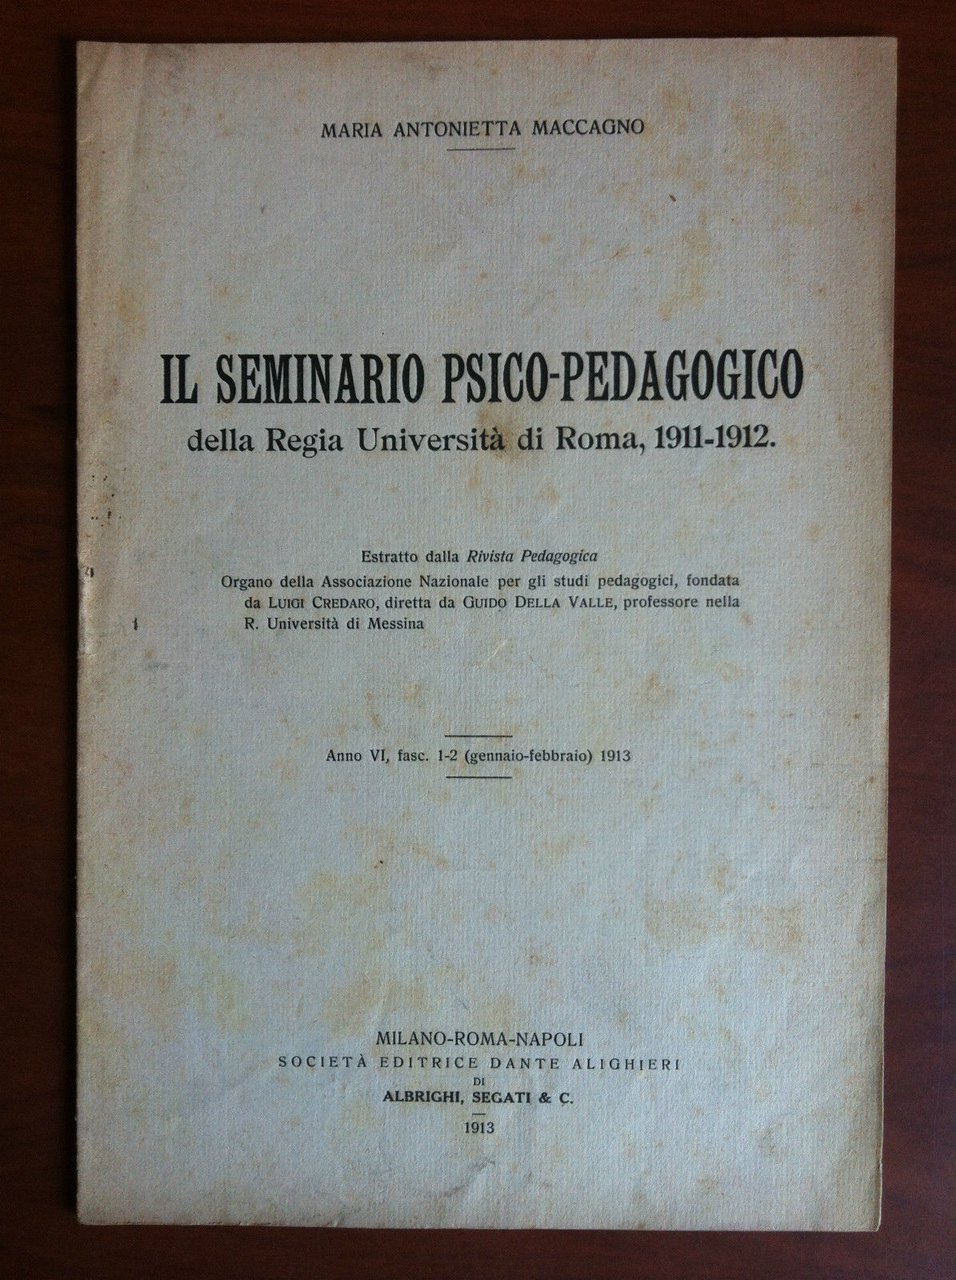 MARIA ANTONIETTA MACCAGNO
IL SEMINARIO PSICO-PEDAGOGICO
della Regia Università di Roma, 1911-1912.
Estratto dalla Rivista Pedagogica
Organo della Associazione Nazionale per gli studi pedagogici, fondata
da LUIGI CREDARO, diretta da GUIDO DELLA VALLE, professore nella
R. Università di Messina
Anno VI, fasc. 1-2 (gennaio-febbraio) 1913
MILANO-ROMA-NAPOLI
SOCIETÀ EDITRICE DANTE ALIGHIERI
DI
ALBRIGHI, SEGATI & C.
1913